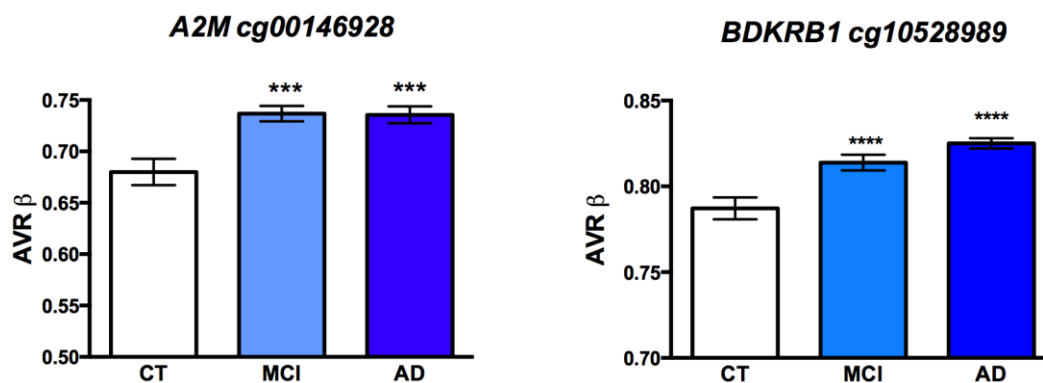 A2M cg00146928
AVR β
0.75
0.70
0.65
0.60
0.55
0.50
*** ***
CT MCI AD
BDKRB1 cg10528989
AVR β
0.85
0.80
0.75
0.70
**** ****
CT MCI AD